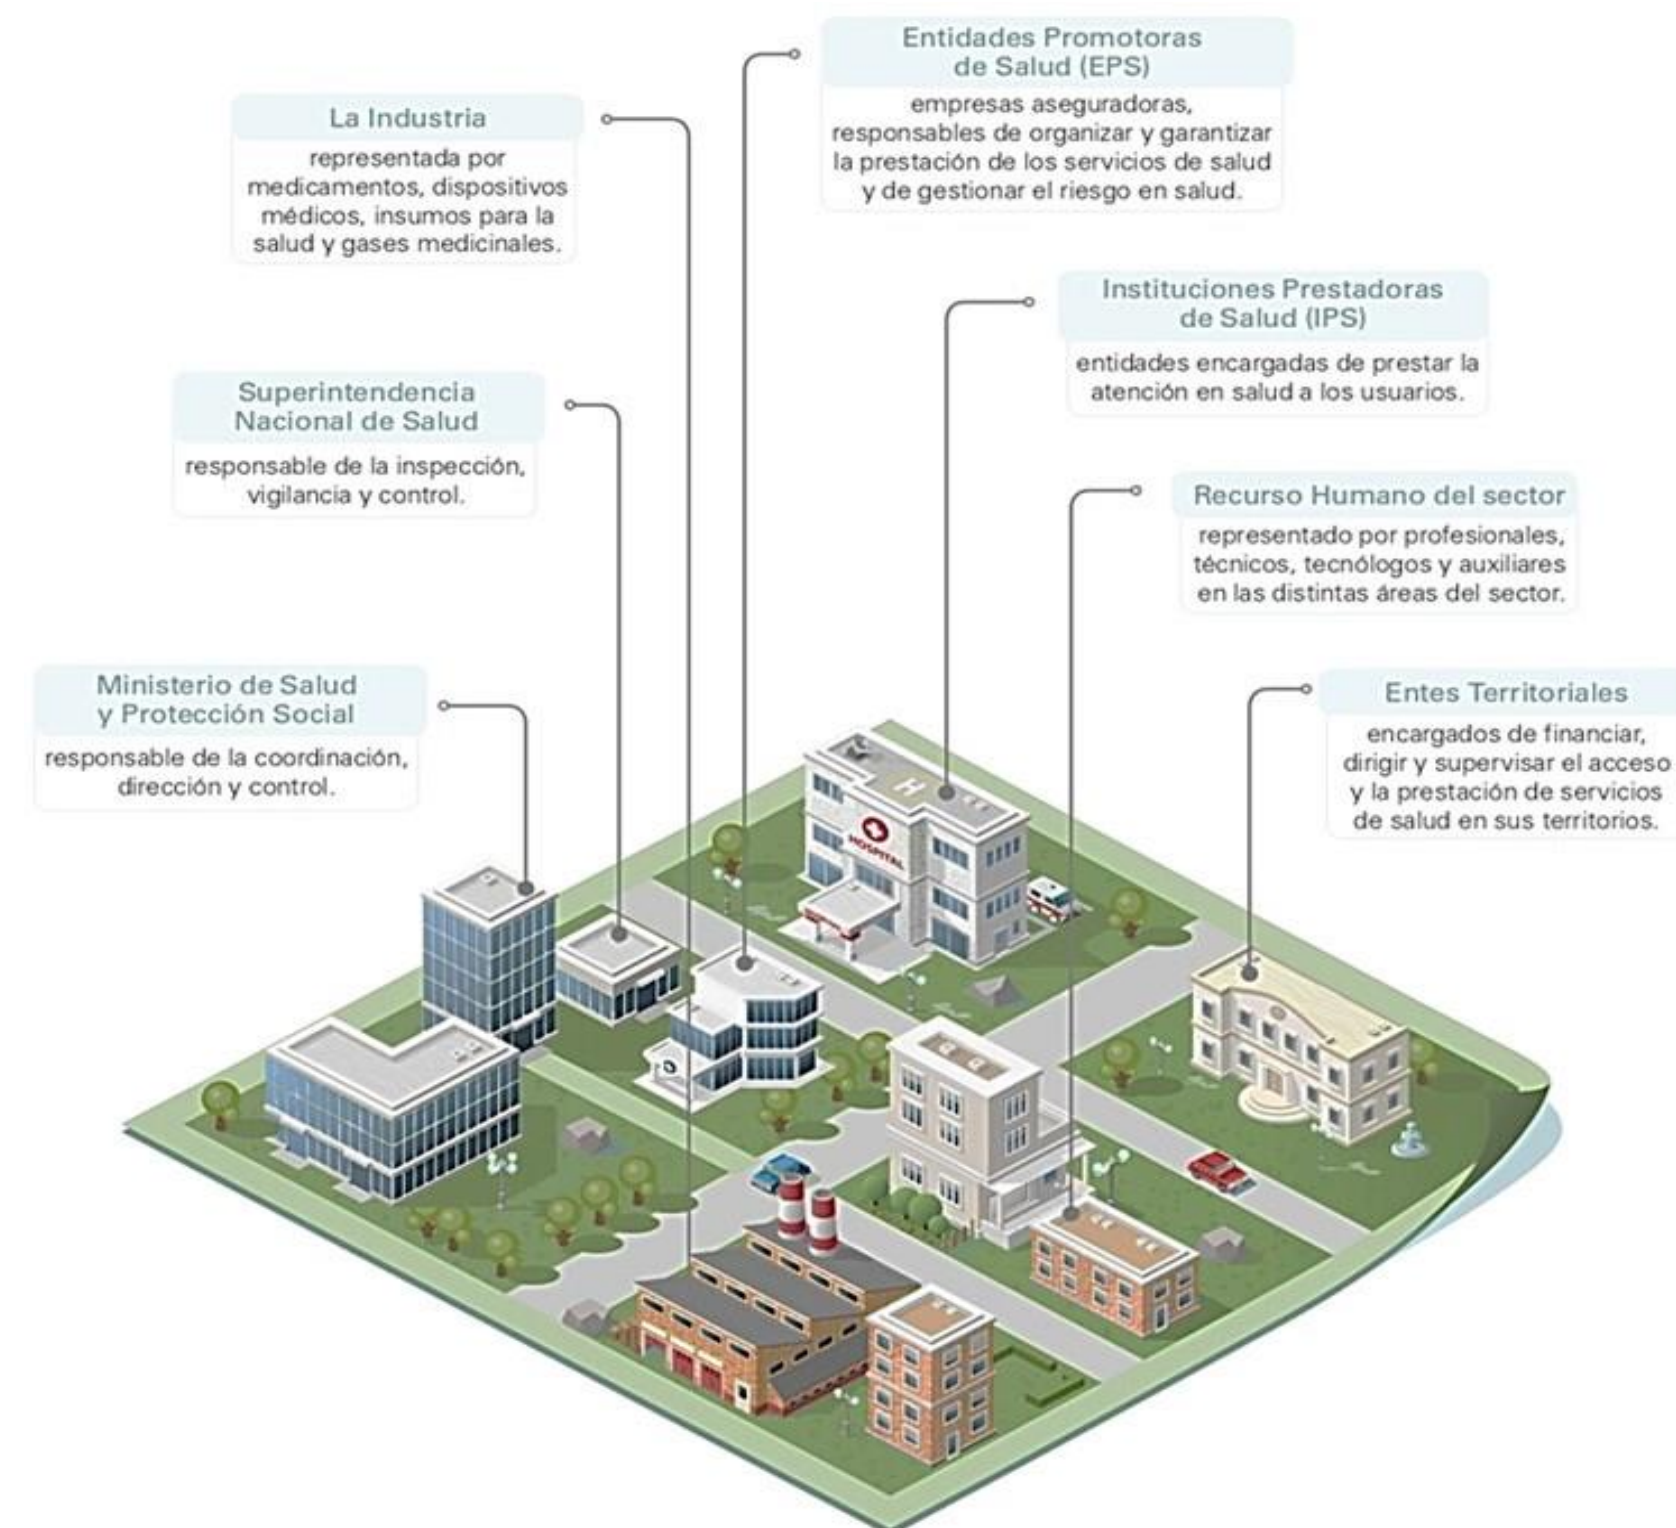 Entidades Promotoras
de Salud (EPS)
empresas aseguradoras,
responsables de organizar y garantizar
la prestación de los servicios de salud
y de gestionar el riesgo en salud.
La Industria
representada por
medicamentos, dispositivos
médicos, insumos para la
salud y gases medicinales.
Instituciones Prestadoras
de Salud (IPS)
entidades encargadas de prestar la
atención en salud a los usuarios.
Superintendencia
Nacional de Salud
responsable de la inspección,
vigilancia y control.
Recurso Humano del sector
representado por profesionales,
técnicos, tecnólogos y auxiliares
en las distintas áreas del sector.
Ministerio de Salud
y Protección Social
responsable de la coordinación,
dirección y control.
Entes Territoriales
encargados de financiar,
dirigir y supervisar el acceso
y la prestación de servicios
de salud en sus territorios.
H
HOSPITAL